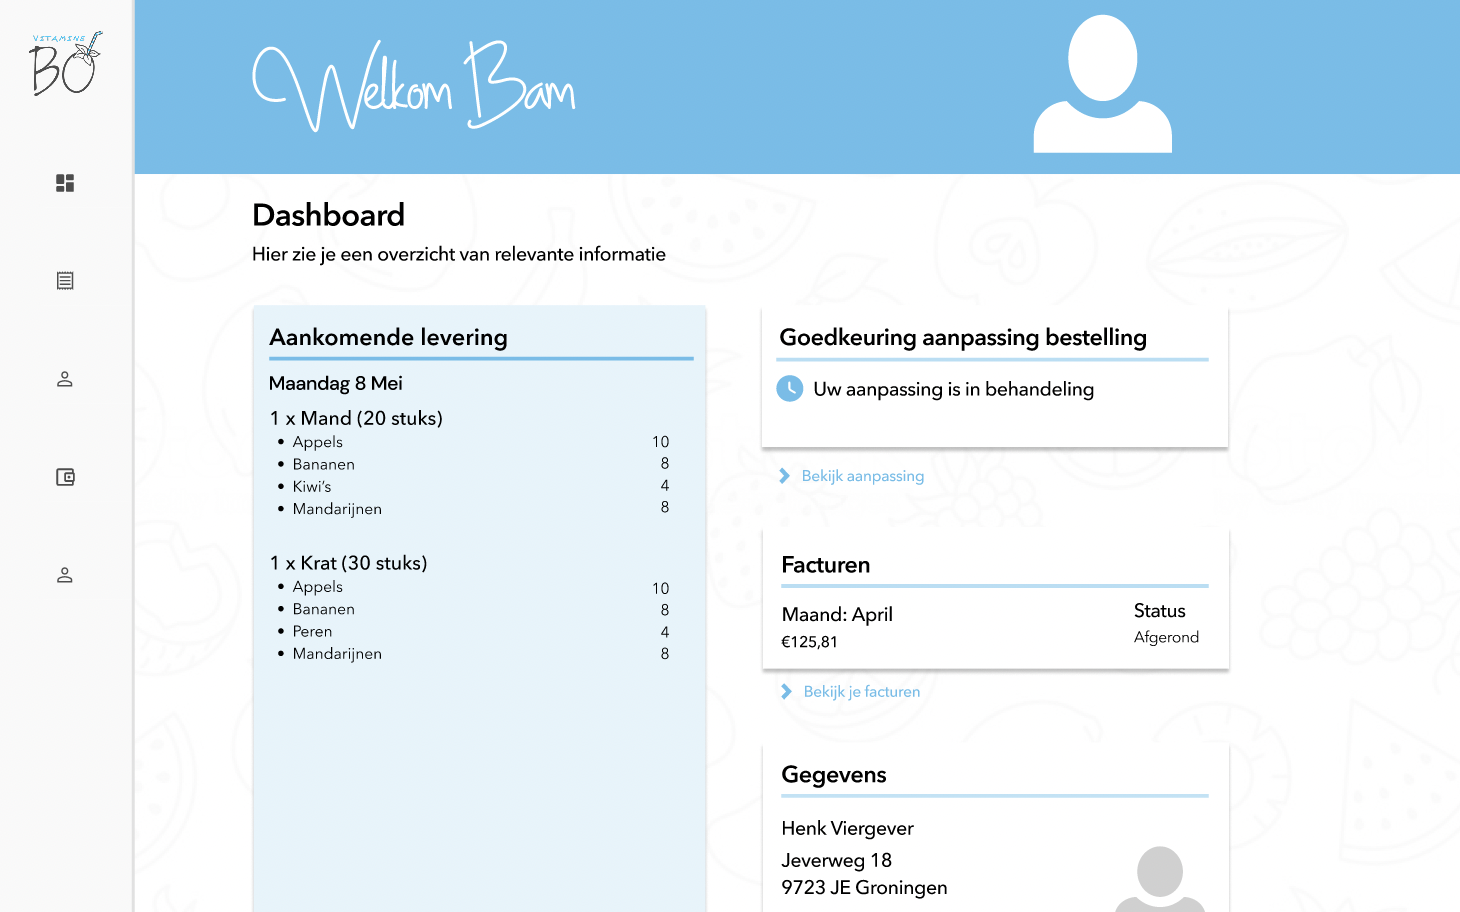 VITAMINE
BO
Welkom Bam
Dashboard
Hier zie je een overzicht van relevante informatie
Aankomende levering
Maandag 8 Mei
1 x Mand (20 stuks)
• Appels 10
• Bananen 8
• Kiwi's 4
• Mandarijnen 8
1 x Krat (30 stuks)
• Appels 10
• Bananen 8
• Peren 4
• Mandarijnen 8
Goedkeuring aanpassing bestelling
Uw aanpassing is in behandeling
Bekijk aanpassing
Facturen
Maand: April Status
€125,81 Afgerond
Bekijk je facturen
Gegevens
Henk Viergever
Jeverweg 18
9723 JE Groningen